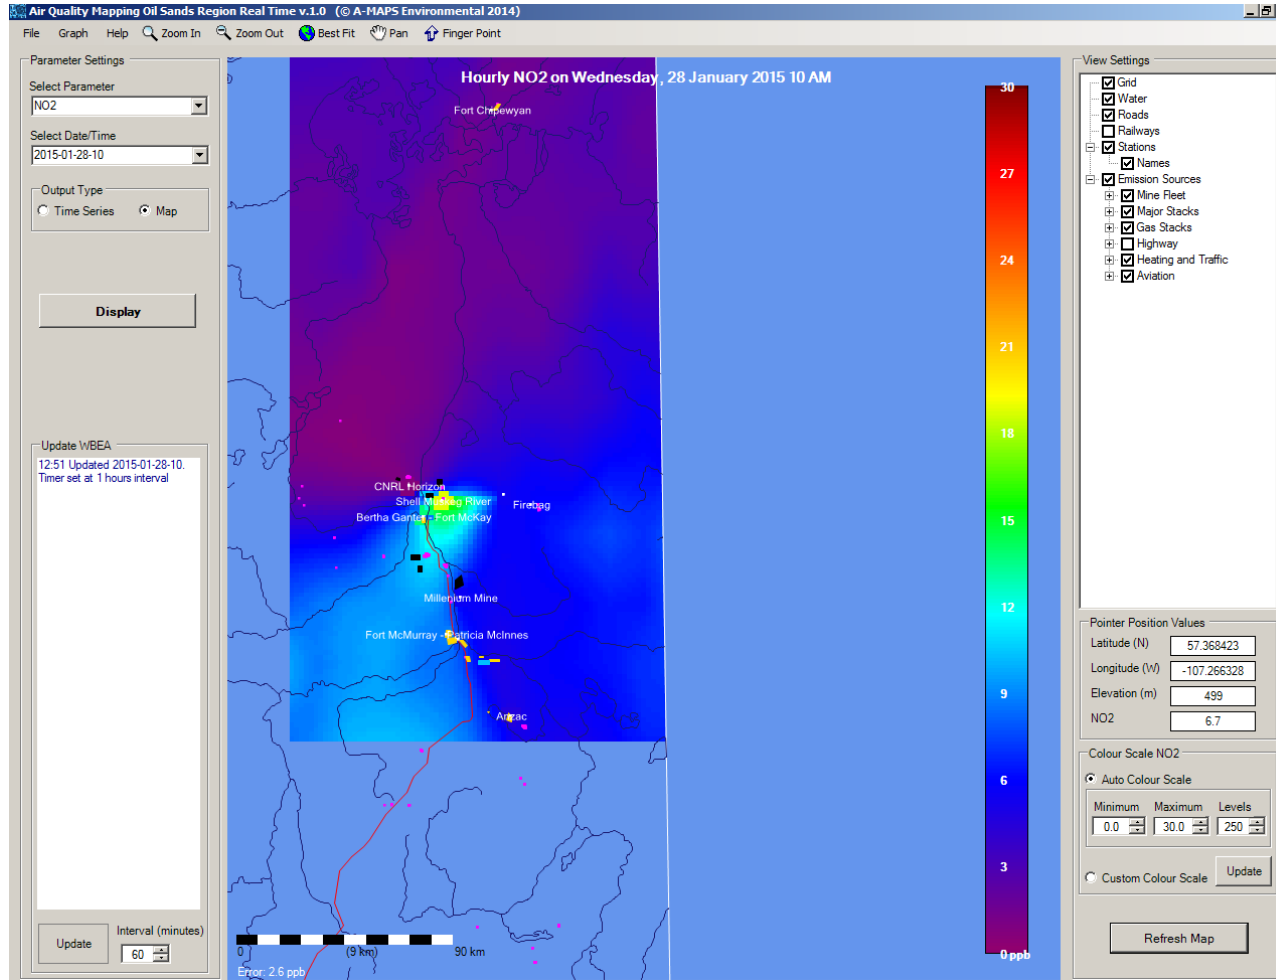 Air Quality Mapping Oil Sands Region Real Time v.1.0 (© A-MAPS Environmental 2014)
File Graph Help Zoom In Zoom Out Best Fit Pan Finger Point
Parameter Settings
Select Parameter
NO2
Select Date/Time
2015-01-28-10
Output Type
Time Series Map
Display
Update WBEA
12:51 Updated 2015-01-28-10.
Timer set at 1 hours interval
Update
Interval (minutes)
60
Hourly NO2 on Wednesday, 28 January 2015 10 AM
Fort Chipewyan
CNRL Horizon
Shell Muskeg River
Firebag
Bertha Ganter - Fort McKay
Millenium Mine
Fort McMurray - Patricia McInnes
Anzac
0 (9 km) 90 km
Error: 2.6 ppb
30
27
24
21
18
15
12
9
6
3
0 ppb
View Settings
Grid
Water
Roads
Railways
Stations
Names
Emission Sources
Mine Fleet
Major Stacks
Gas Stacks
Highway
Heating and Traffic
Aviation
Pointer Position Values
Latitude (N) 57.368423
Longitude (W) -107.266328
Elevation (m) 499
NO2 6.7
Colour Scale NO2
Auto Colour Scale
Minimum Maximum Levels
0.0 30.0 250
Custom Colour Scale Update
Refresh Map